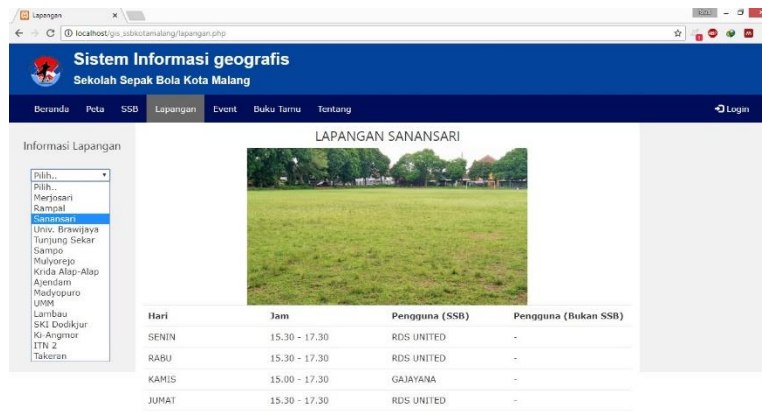 Lapangan
localhost/gis_ssbkotamalang/lapangan.php
Sistem Informasi geografis
Sekolah Sepak Bola Kota Malang
Beranda Peta SSB Lapangan Event Buku Tamu Tentang Login
Informasi Lapangan
Pilih..
Pilih..
Merjosari
Rampal
Sanansari
Univ. Brawijaya
Tunjung Sekar
Sampo
Mulyorejo
Krida Alap-Alap
Ajendam
Madyopuro
UMM
Lambau
SKI Dodikjur
Ki-Angmor
ITN 2
Takeran
LAPANGAN SANANSARI
Hari Jam Pengguna (SSB) Pengguna (Bukan SSB)
SENIN 15.30 - 17.30 RDS UNITED -
RABU 15.30 - 17.30 RDS UNITED -
KAMIS 15.00 - 17.30 GAJAYANA -
JUMAT 15.30 - 17.30 RDS UNITED -